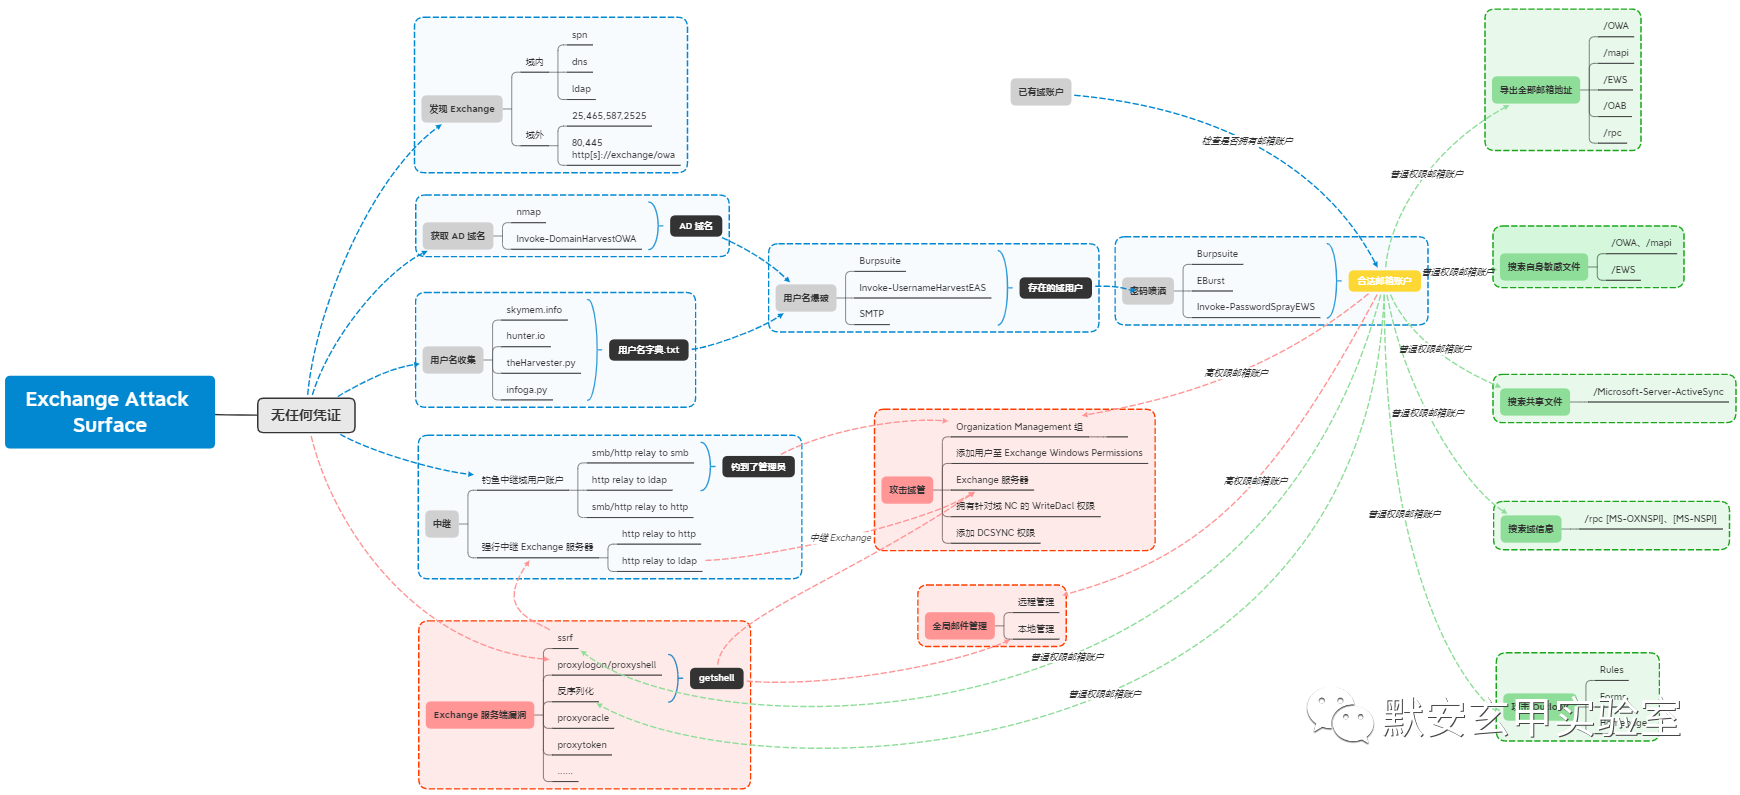 Exchange Attack
Surface
无任何凭证
发现 Exchange
域内
spn
dns
ldap
域外
25,465,587,2525
80,445
http[s]://exchange/owa
获取 AD 域名
nmap
Invoke-DomainHarvestOWA
AD 域名
用户名收集
skymem.info
hunter.io
theHarvester.py
infoga.py
用户名字典.txt
中继
钓鱼中继域用户账户
smb/http relay to smb
http relay to ldap
smb/http relay to http
钓到了管理员
强行中继 Exchange 服务器
http relay to http
http relay to ldap
Exchange 服务端漏洞
ssrf
proxylogon/proxyshell
反序列化
proxyoracle
proxytoken
......
getshell
用户名爆破
Burpsuite
Invoke-UsernameHarvestEAS
SMTP
存在的域用户
密码喷洒
Burpsuite
EBurst
Invoke-PasswordSprayEWS
合法邮箱账户
已有域账户
检查是否拥有邮箱账户
攻击域管
Organization Management 组
添加用户至 Exchange Windows Permissions
Exchange 服务器
拥有针对域 NC 的 WriteDacl 权限
添加 DCSYNC 权限
中继 Exchange
高权限邮箱账户
高权限邮箱账户
全局邮件管理
远程管理
本地管理
普通权限邮箱账户
普通权限邮箱账户
普通权限邮箱账户
普通权限邮箱账户
普通权限邮箱账户
普通权限邮箱账户
普通权限邮箱账户
导出全部邮箱地址
/OWA
/mapi
/EWS
/OAB
/rpc
搜索自身敏感文件
/OWA、/mapi
/EWS
搜索共享文件
/Microsoft-Server-ActiveSync
搜索域信息
/rpc [MS-OXNSPI]、[MS-NSPI]
Rules
默安玄甲实验室